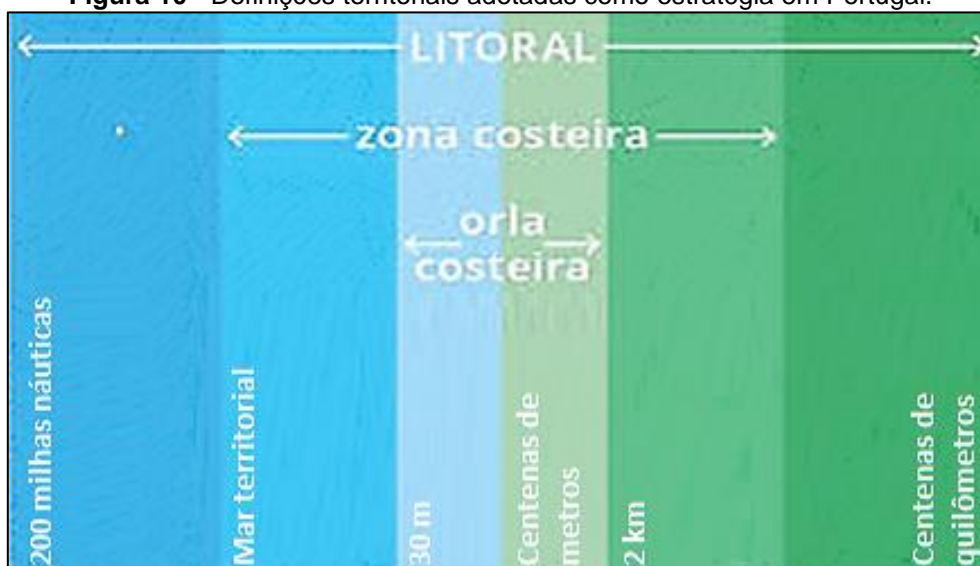 Figura 16 - Definições territoriais adotadas como estratégia em Portugal.
LITORAL
zona costeira
orla
costeira
200 milhas náuticas
Mar territorial
30 m
Centenas de
metros
2 km
Centenas de
quilômetros